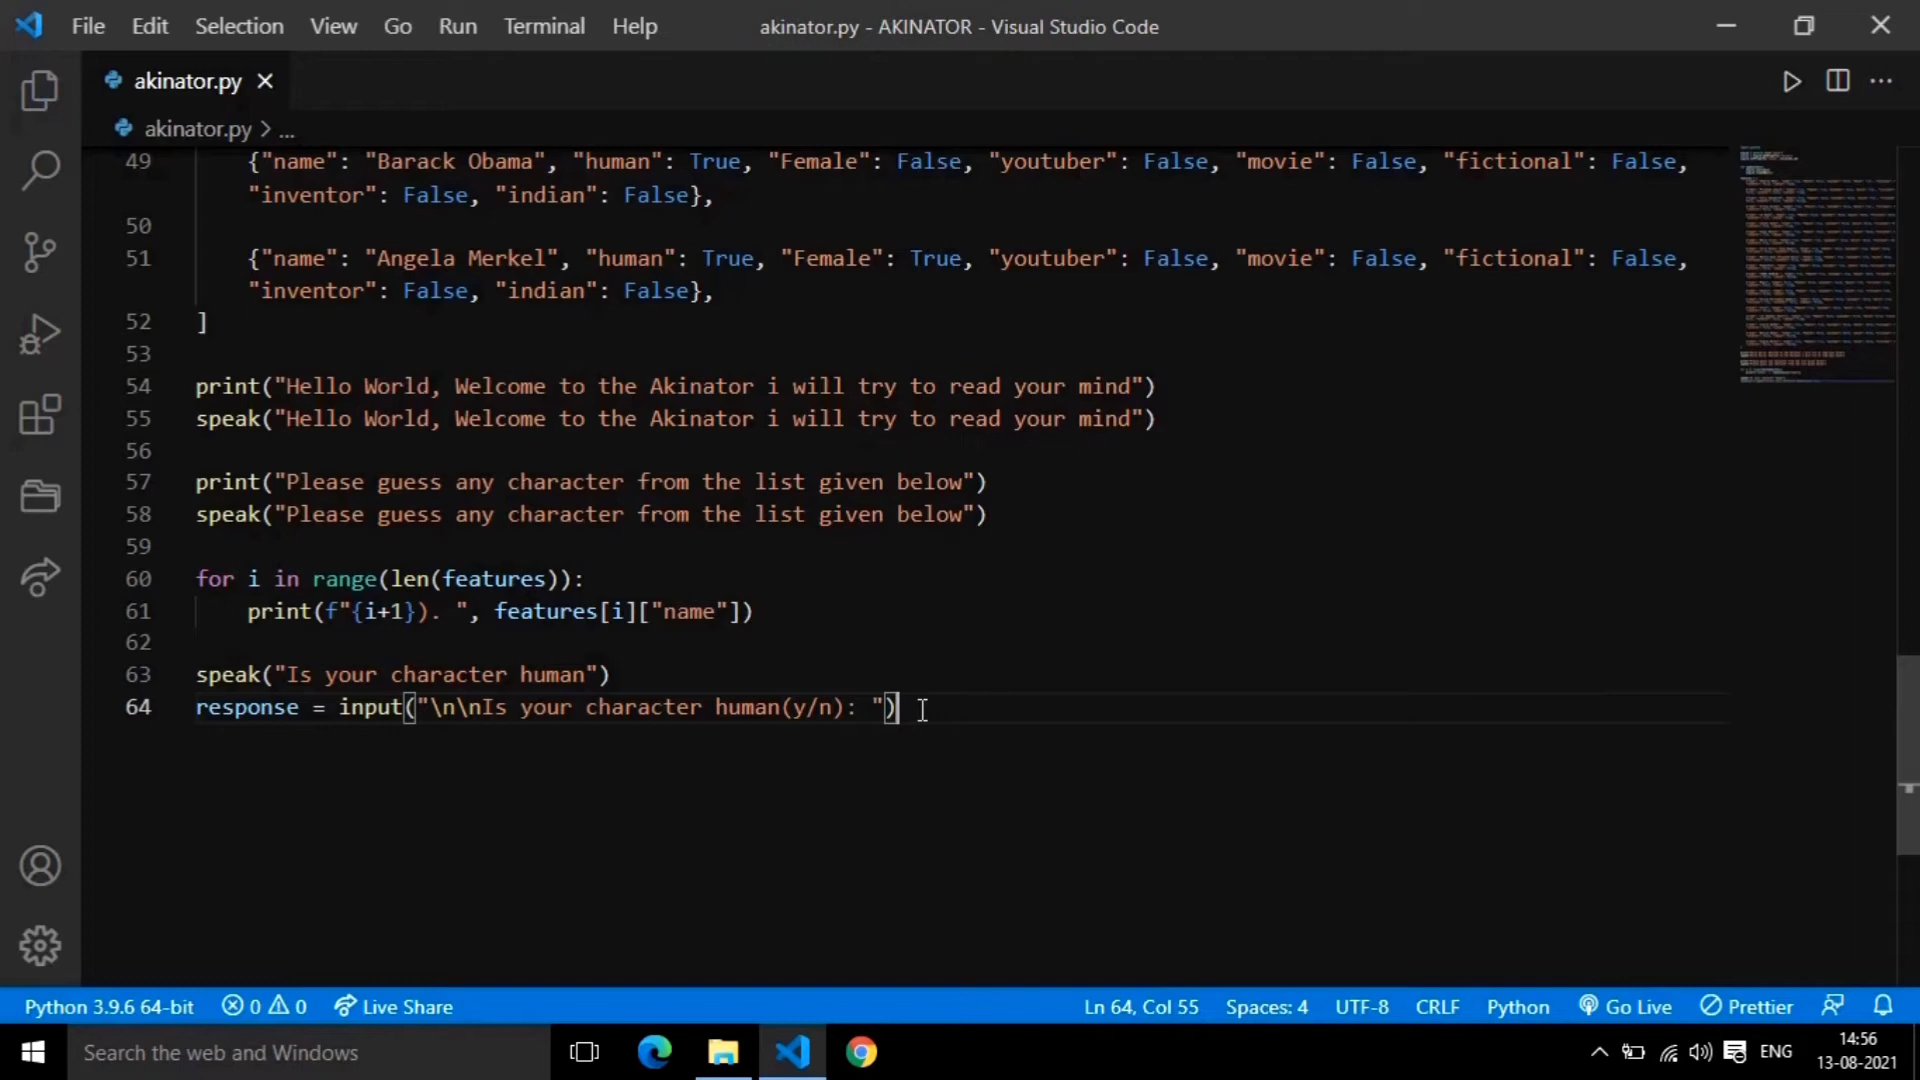 File Edit Selection View Go Run Terminal Help
akinator.py - AKINATOR - Visual Studio Code
akinator.py
akinator.py > ...
49 {"name": "Barack Obama", "human": True, "Female": False, "youtuber": False, "movie": False, "fictional": False,
"inventor": False, "indian": False},
50
51 {"name": "Angela Merkel", "human": True, "Female": True, "youtuber": False, "movie": False, "fictional": False,
"inventor": False, "indian": False},
52 ]
53
54 print("Hello World, Welcome to the Akinator i will try to read your mind")
55 speak("Hello World, Welcome to the Akinator i will try to read your mind")
56
57 print("Please guess any character from the list given below")
58 speak("Please guess any character from the list given below")
59
60 for i in range(len(features)):
61 print(f"{i+1}). ", features[i]["name"])
62
63 speak("Is your character human")
64 response = input("\n\nIs your character human(y/n): ")
Python 3.9.6 64-bit 0 0 Live Share Ln 64, Col 55 Spaces: 4 UTF-8 CRLF Python Go Live Prettier
Search the web and Windows
ENG
14:56
13-08-2021